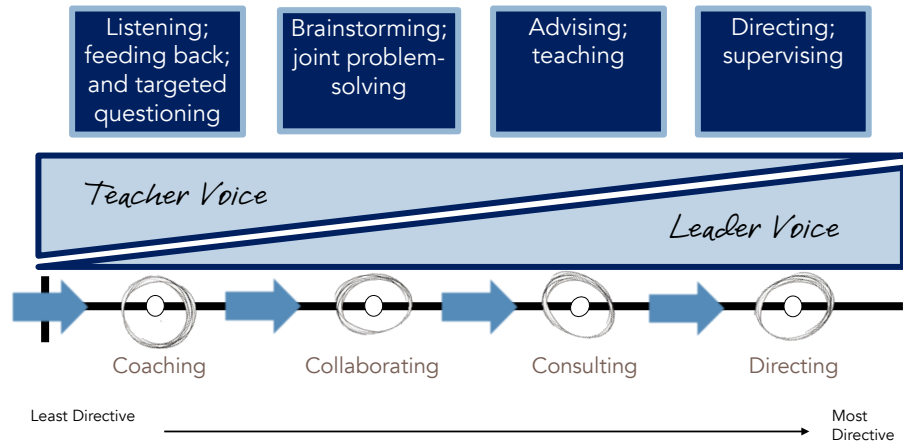 Listening;
feeding back;
and targeted
questioning
Brainstorming;
joint problem-
solving
Advising;
teaching
Directing;
supervising
Teacher Voice
Leader Voice
Coaching
Collaborating
Consulting
Directing
Least Directive
Most
Directive